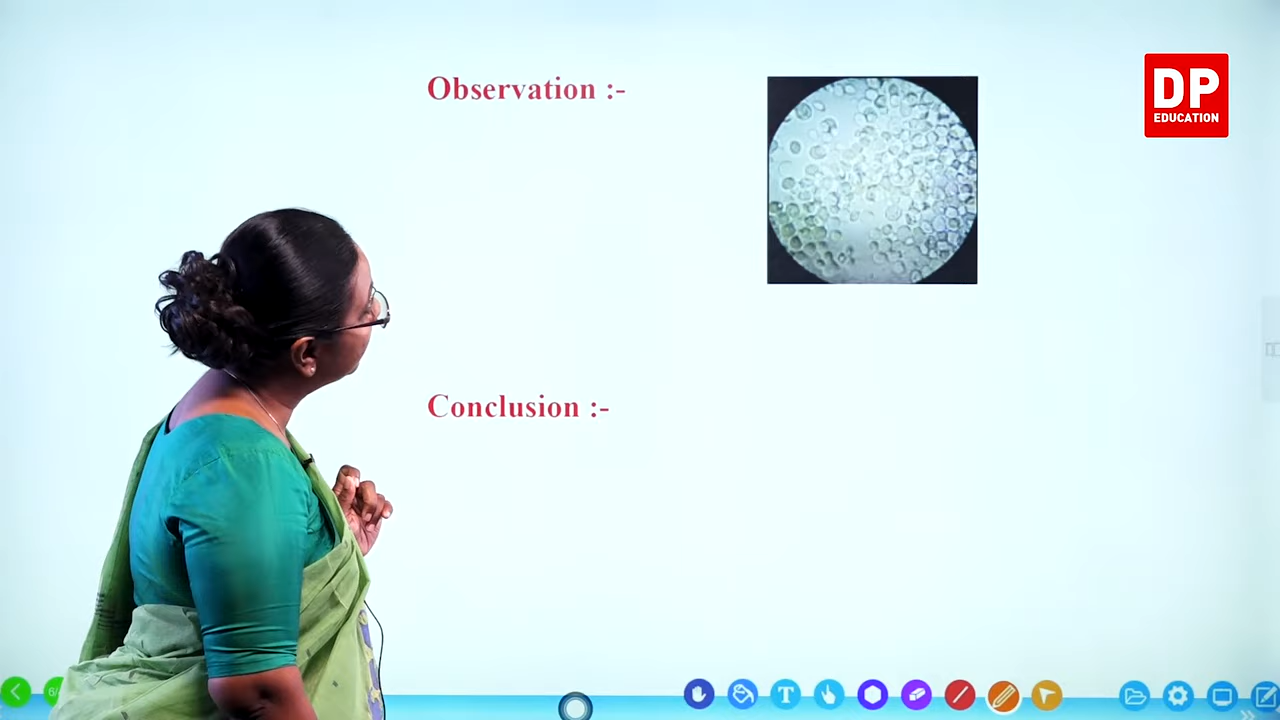 Observation :-
DP
EDUCATION
Conclusion :-